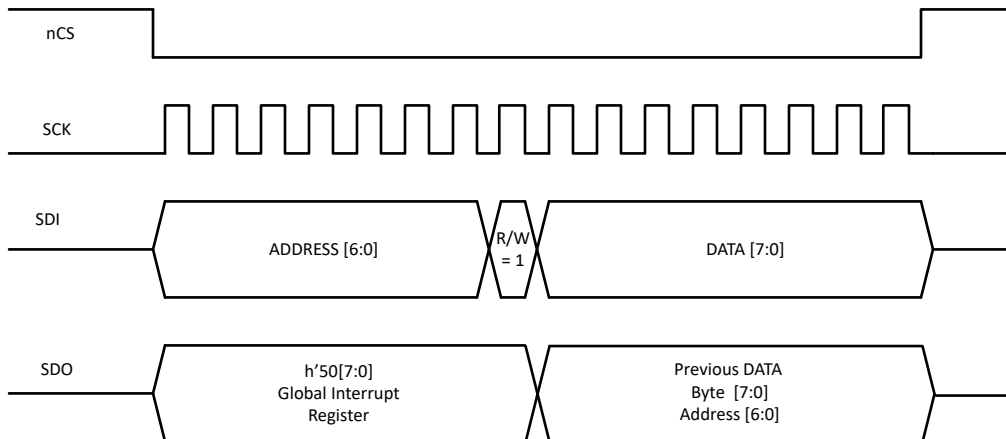 nCS
SCK
SDI
ADDRESS [6:0]
R/W
= 1
DATA [7:0]
SDO
h'50[7:0]
Global Interrupt
Register
Previous DATA
Byte  [7:0]
Address [6:0]